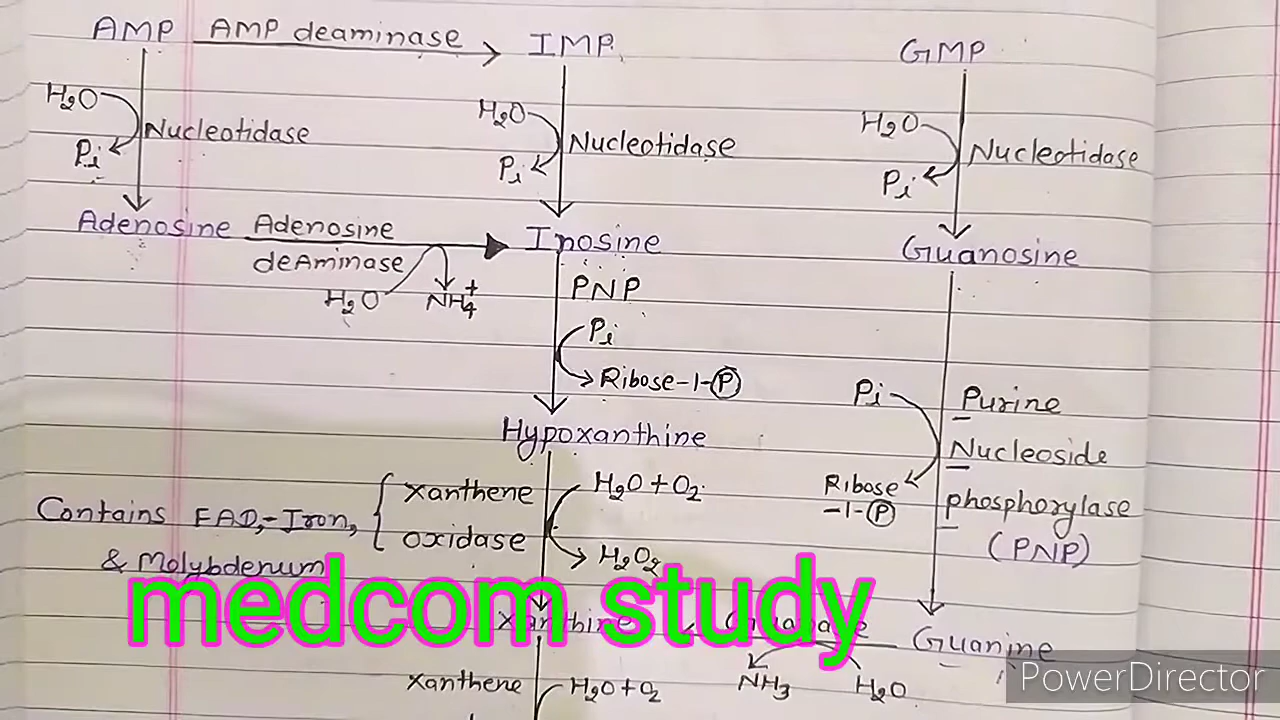 AMP AMP deaminase IMP GMP
H2O Nucleotidase Pi
H2O Nucleotidase Pi
H2O Nucleotidase Pi
Adenosine Adenosine deAminase Inosine Guanosine
H2O NH4+
PNP
Pi
Ribose-1-P
Hypoxanthine
Pi Purine
Nucleoside
Ribose
-1-P
phosphorylase
(PNP)
Contains FAD,-Iron,
& Molybdenum
xanthene
oxidase
H2O + O2
H2O2
medcom study
Xanthine Guanase Guanine
NH3 H2O
xanthene H2O + O2
PowerDirector